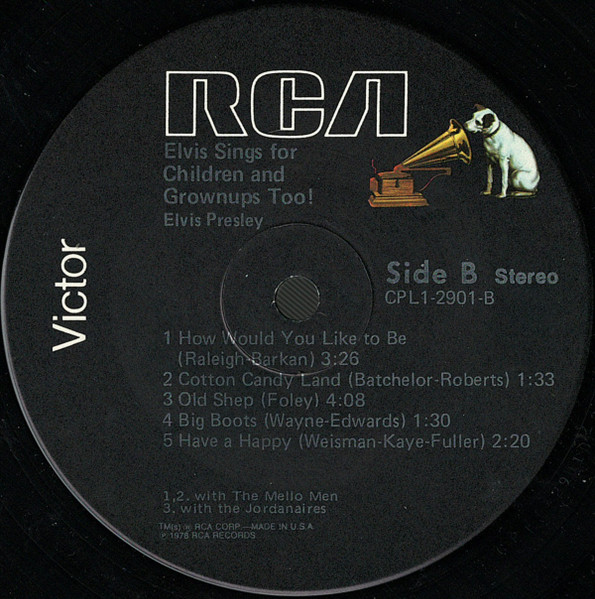 RCA
Elvis Sings for
Children and
Grownups Too!
Elvis Presley
Victor
Side B Stereo
CPL1-2901-B
1 How Would You Like to Be
(Raleigh-Barkan) 3:26
2 Cotton Candy Land (Batchelor-Roberts) 1:33
3 Old Shep (Foley) 4:08
4 Big Boots (Wayne-Edwards) 1:30
5 Have a Happy (Weisman-Kaye-Fuller) 2:20
1,2. with The Mello Men
3. with the Jordanaires
TM(s) ® RCA CORP.—MADE IN U.S.A.
℗ 1978 RCA RECORDS